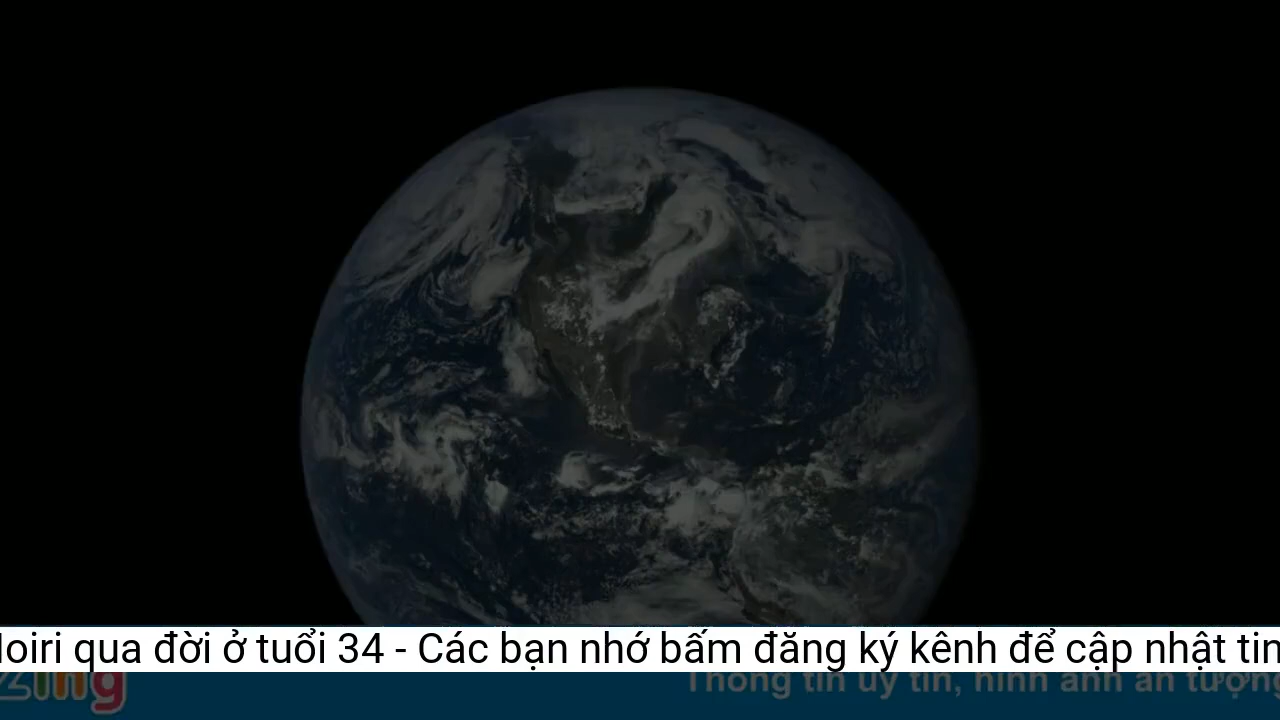 qua đời ở tuổi 34 - Các bạn nhớ bấm đăng ký kênh để cập nhật tin
Zing
Thông tin uy tín, hình ảnh ấn tượng